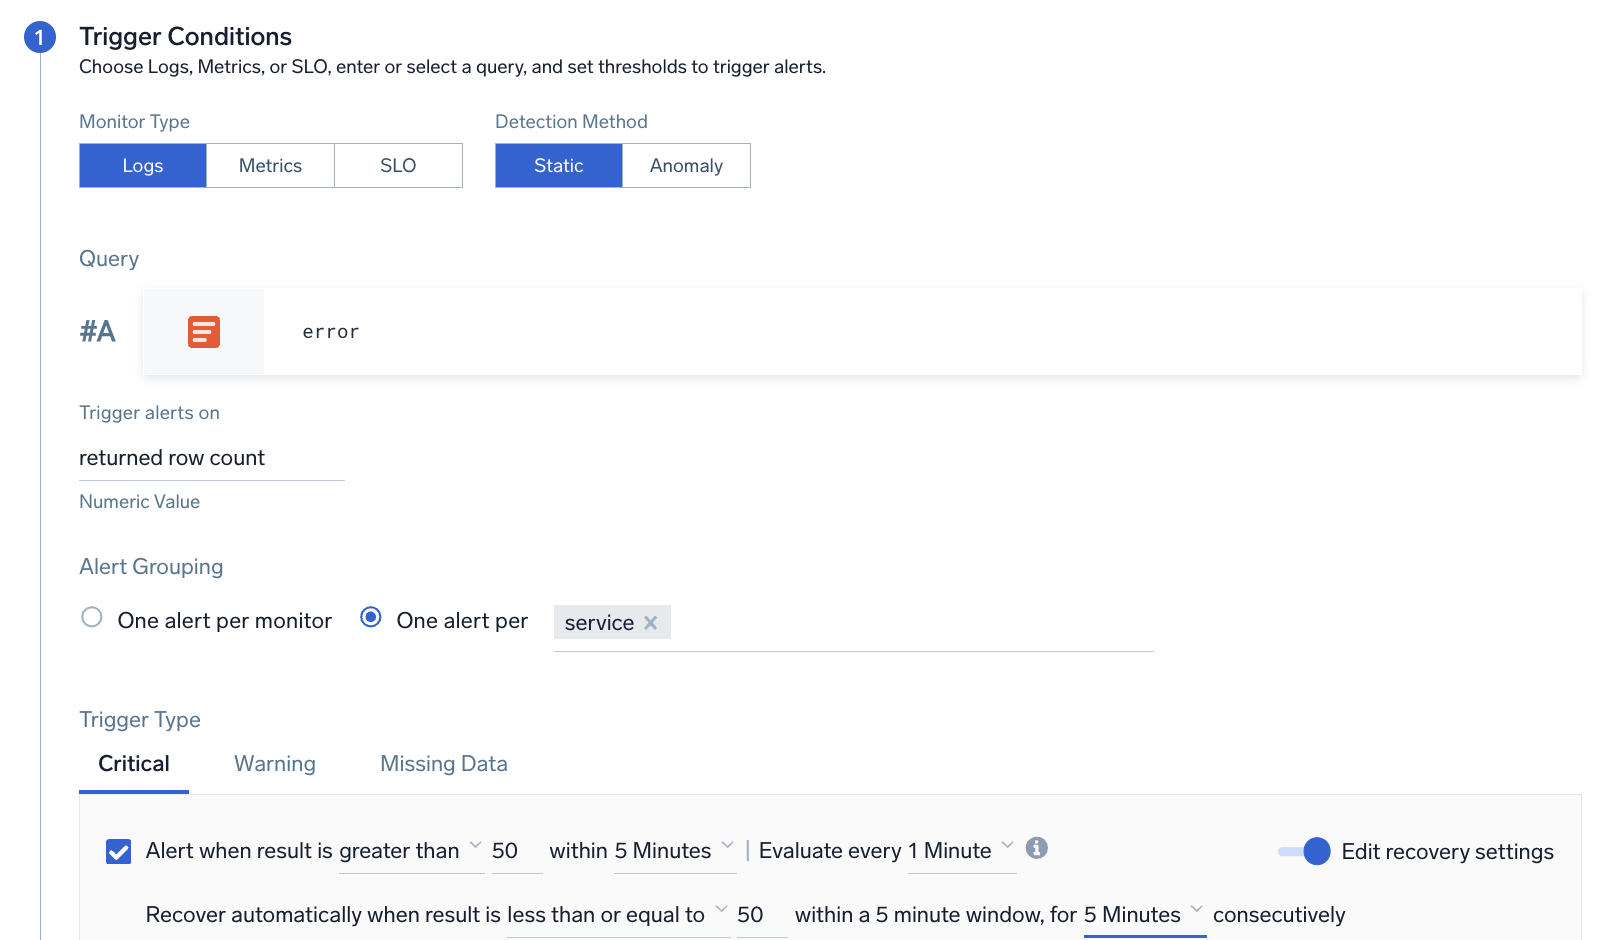 1 Trigger Conditions
Choose Logs, Metrics, or SLO, enter or select a query, and set thresholds to trigger alerts.
Monitor Type Detection Method
Logs Metrics SLO Static Anomaly
Query
#A error
Trigger alerts on
returned row count
Numeric Value
Alert Grouping
One alert per monitor One alert per service
Trigger Type
Critical Warning Missing Data
Alert when result is greater than 50 within 5 Minutes | Evaluate every 1 Minute Edit recovery settings
Recover automatically when result is less than or equal to 50 within a 5 minute window, for 5 Minutes consecutively